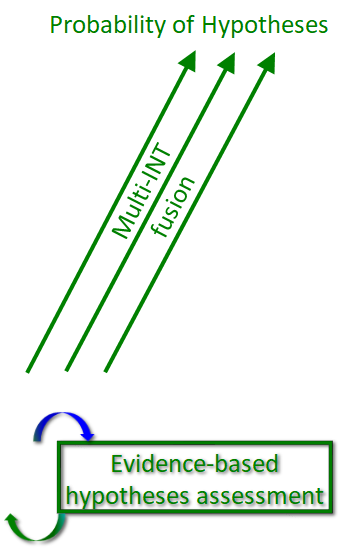 Probability of Hypotheses
Multi-INT
fusion
Evidence-based
hypotheses assessment